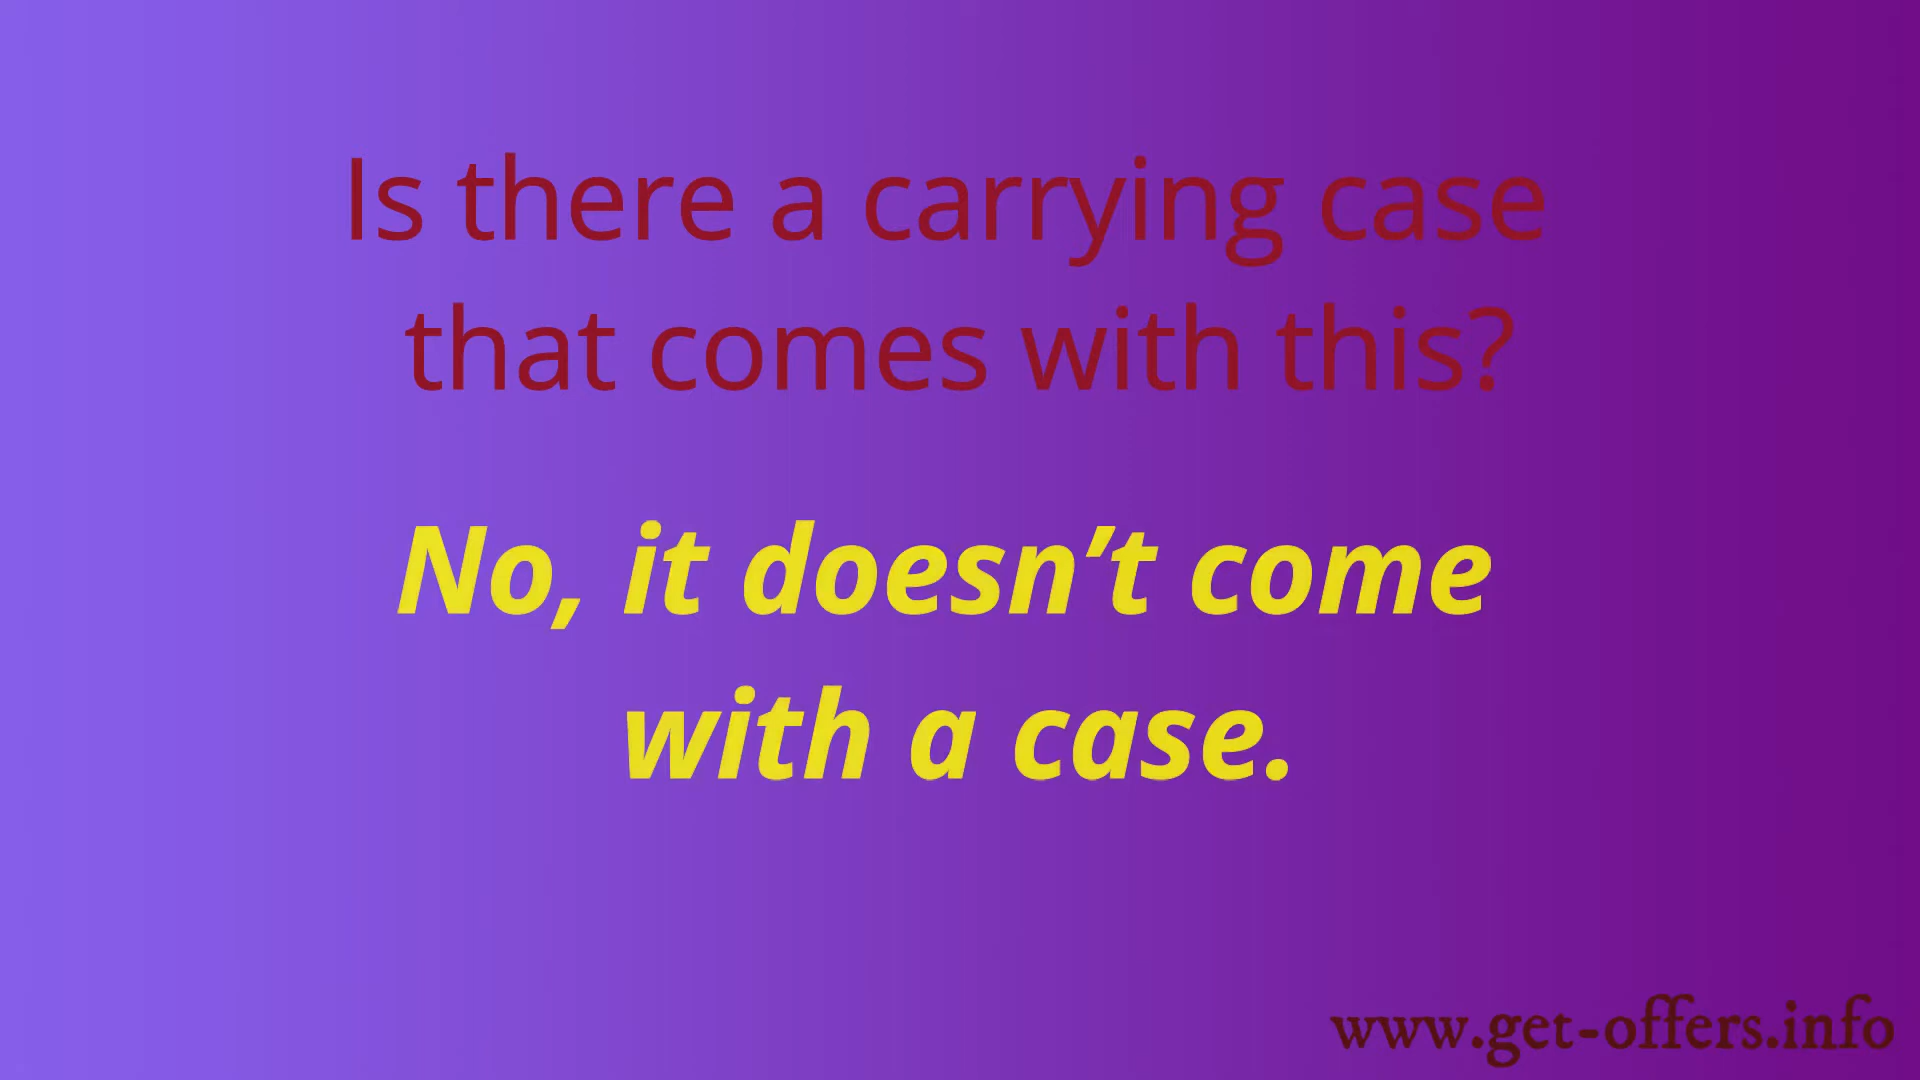 Is there a carrying case
that comes with this?
No, it doesn’t come
with a case.
www.get-offers.info